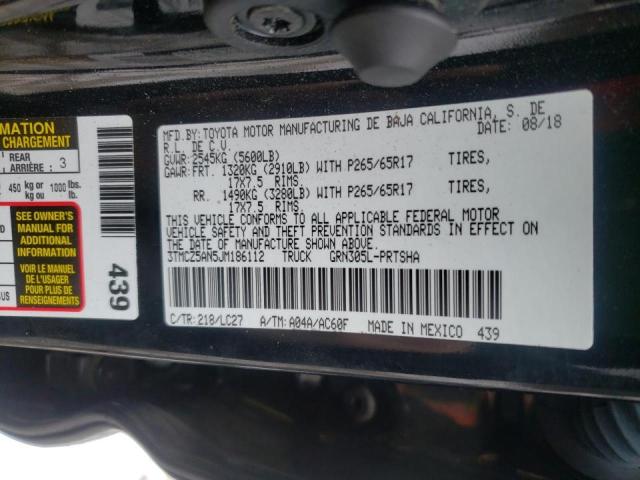 MFD.BY:TOYOTA MOTOR MANUFACTURING DE BAJA CALIFORNIA, S. DE
R.L. DE C.V. DATE: 08/18
GVWR:2545KG (5600LB)
GAWR:FRT. 1320KG (2910LB) WITH P265/65R17 TIRES,
17X7.5 RIMS
RR. 1490KG (3280LB) WITH P265/65R17 TIRES,
17X7.5 RIMS
THIS VEHICLE CONFORMS TO ALL APPLICABLE FEDERAL MOTOR
VEHICLE SAFETY AND THEFT PREVENTION STANDARDS IN EFFECT ON
THE DATE OF MANUFACTURE SHOWN ABOVE.
3TMCZ5AN5JM186112 TRUCK GRN305L-PRTSHA
C/TR:218/LC27 A/TM:A04A/AC60F MADE IN MEXICO 439
CHARGEMENT
REAR
ARRIÈRE : 3
450 kg or 1000 lbs.
kg ou lb.
SEE OWNER'S
MANUAL FOR
ADDITIONAL
INFORMATION
VOIR LE MANUEL
DE L'USAGER
POUR PLUS DE
RENSEIGNEMENTS
439